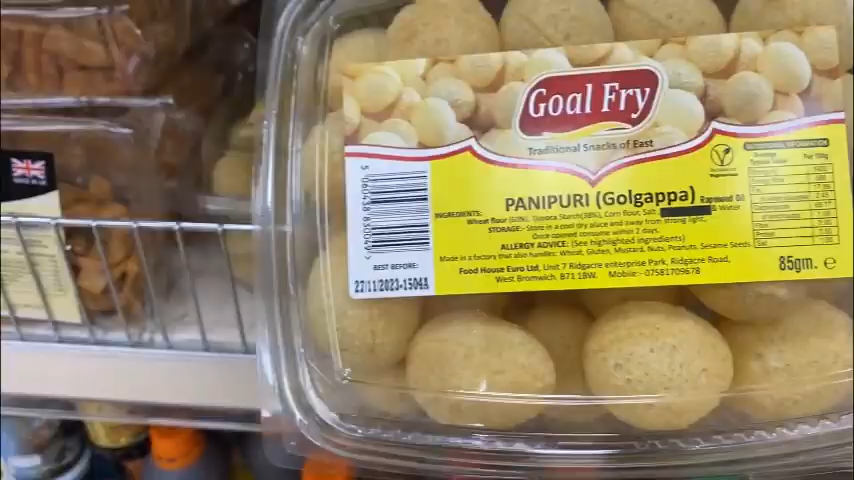 Goal Fry
Traditional Snacks of East
PANIPURI (Golgappa)
INGREDIENTS:
Wheat flour (60%), Tapioca Starch(38%), Corn flour, Salt, Rapeseed Oil & Water
STORAGE: Store in a cool dry place and away from strong light,
Once opened consume within 2 days.
ALLERGY ADVICE: (See highlighted ingredients)
Made in a factory that also handles: Wheat, Gluten, Mustard, Nuts, Peanuts, Sesame Seeds
Food House Euro Ltd, Unit 7 Ridgacre enterprise Park, Ridgacre Road,
West Bromwich, B71 1BW. Mobile:- 07581709678
85gm. e
BEST BEFORE:
27/11/2023-1504A